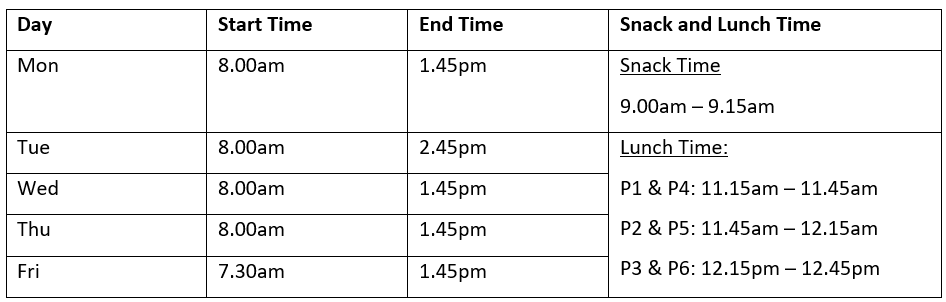 Day Start Time End Time Snack and Lunch Time
Mon 8.00am 1.45pm Snack Time
9.00am – 9.15am
Tue 8.00am 2.45pm Lunch Time:
Wed 8.00am 1.45pm P1 & P4: 11.15am – 11.45am
Thu 8.00am 1.45pm P2 & P5: 11.45am – 12.15am
Fri 7.30am 1.45pm P3 & P6: 12.15pm – 12.45pm